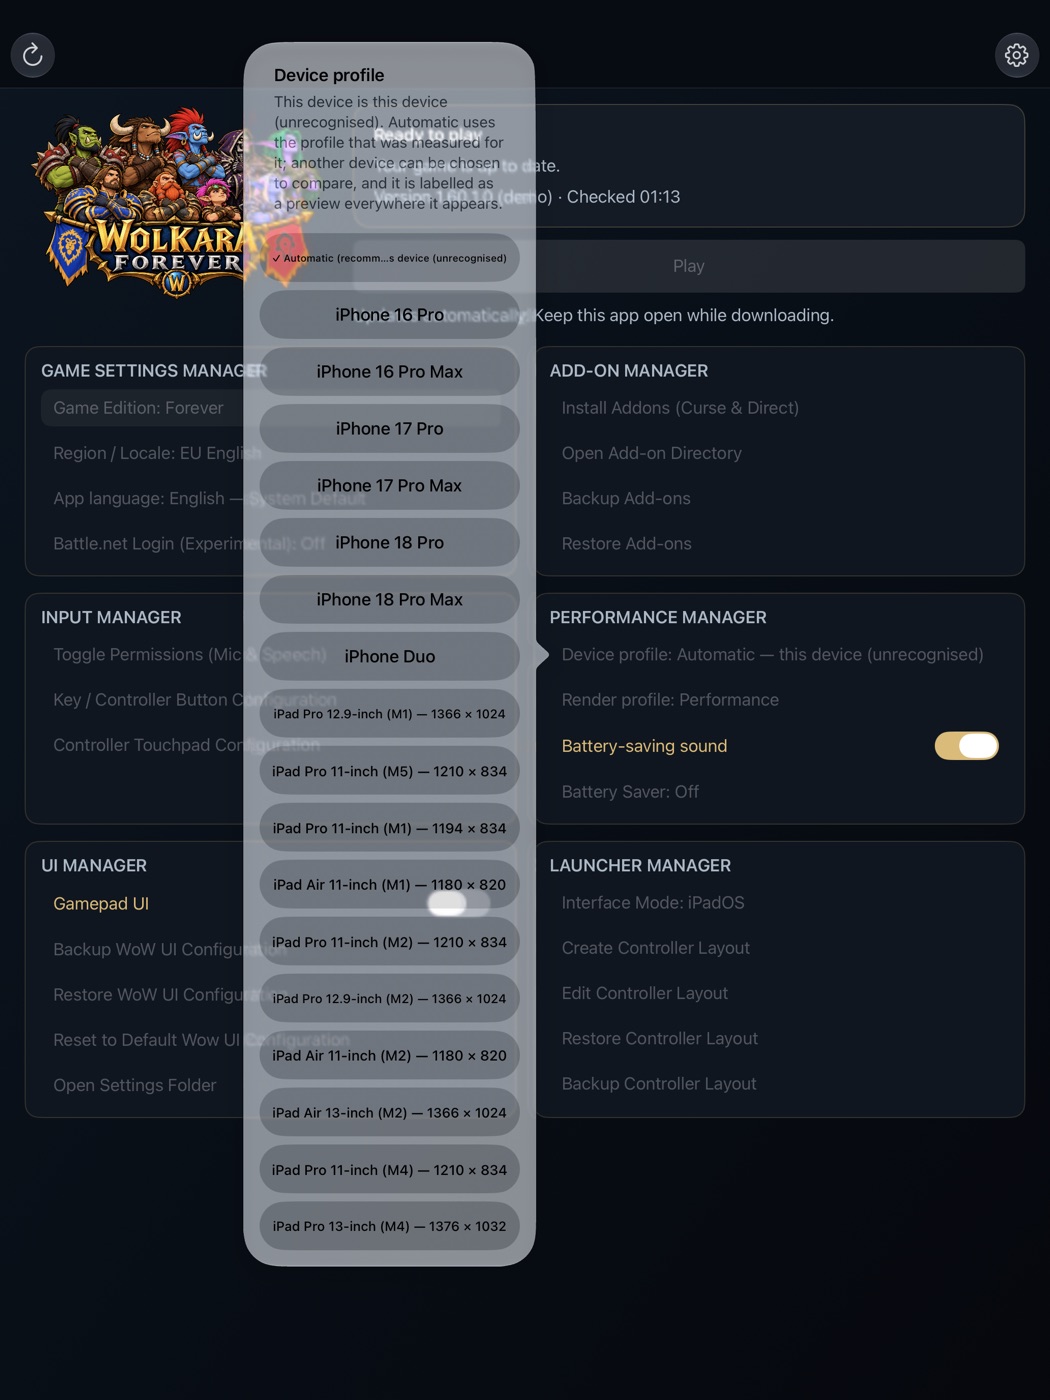 Device profile
This device is this device
(unrecognised). Automatic uses
the profile that was measured for
it; another device can be chosen
to compare, and it is labelled as
a preview everywhere it appears.
✓ Automatic (recomm...s device (unrecognised)
iPhone 16 Pro
iPhone 16 Pro Max
iPhone 17 Pro
iPhone 17 Pro Max
iPhone 18 Pro
iPhone 18 Pro Max
iPhone Duo
iPad Pro 12.9-inch (M1) — 1366 × 1024
iPad Pro 11-inch (M5) — 1210 × 834
iPad Pro 11-inch (M1) — 1194 × 834
iPad Air 11-inch (M1) — 1180 × 820
iPad Pro 11-inch (M2) — 1210 × 834
iPad Pro 12.9-inch (M2) — 1366 × 1024
iPad Air 11-inch (M2) — 1180 × 820
iPad Air 13-inch (M2) — 1366 × 1024
iPad Pro 11-inch (M4) — 1210 × 834
iPad Pro 13-inch (M4) — 1376 × 1032
FOREVER
W
Ready to play
Your game is up to date.
Version 1.60.1.0 (demo) · Checked 01:13
Play
automatically. Keep this app open while downloading.
GAME SETTINGS MANAGER
Game Edition: Forever
Region / Locale: EU English
App language: English — System Default
Battle.net Login (Experimental): Off
ADD-ON MANAGER
Install Addons (Curse & Direct)
Open Add-on Directory
Backup Add-ons
Restore Add-ons
INPUT MANAGER
Toggle Permissions (Mic & Speech)
Key / Controller Button Configuration
Controller Touchpad Configuration
PERFORMANCE MANAGER
Device profile: Automatic — this device (unrecognised)
Render profile: Performance
Battery-saving sound
Battery Saver: Off
UI MANAGER
Gamepad UI
Backup WoW UI Configuration
Restore WoW UI Configuration
Reset to Default Wow UI Configuration
Open Settings Folder
LAUNCHER MANAGER
Interface Mode: iPadOS
Create Controller Layout
Edit Controller Layout
Restore Controller Layout
Backup Controller Layout